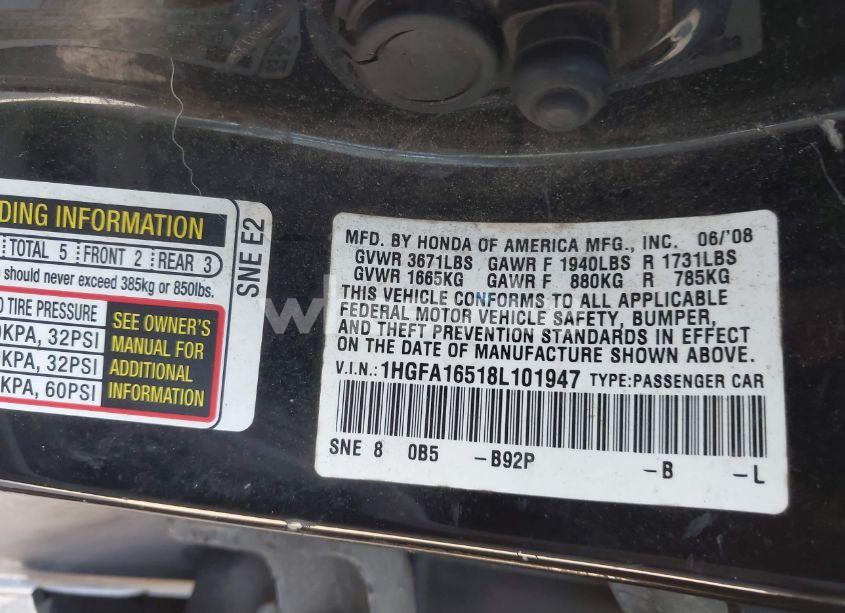 DING INFORMATION
TOTAL 5 FRONT 2 REAR 3
should never exceed 385kg or 850lbs.
TIRE PRESSURE
KPA, 32PSI
KPA, 32PSI
KPA, 60PSI
SEE OWNER'S
MANUAL FOR
ADDITIONAL
INFORMATION
SNE E2
MFD. BY HONDA OF AMERICA MFG., INC. 06/'08
GVWR 3671LBS GAWR F 1940LBS R 1731LBS
GVWR 1665KG GAWR F 880KG R 785KG
THIS VEHICLE CONFORMS TO ALL APPLICABLE
FEDERAL MOTOR VEHICLE SAFETY, BUMPER,
AND THEFT PREVENTION STANDARDS IN EFFECT
ON THE DATE OF MANUFACTURE SHOWN ABOVE.
V.I.N.: 1HGFA16518L101947 TYPE:PASSENGER CAR
SNE 8 0B5 -B92P -B -L